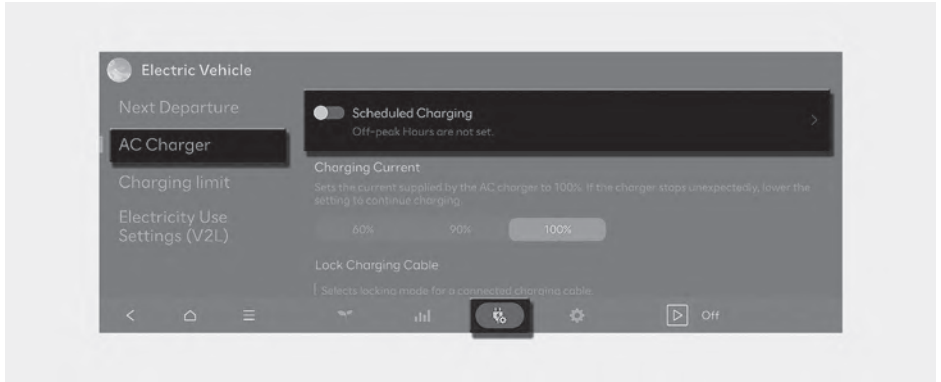 Electric Vehicle
Next Departure
AC Charger
Charging limit
Electricity Use
Settings (V2L)
Scheduled Charging
Off-peak Hours are not set.
Charging Current
Sets the current supplied by the AC charger to 100%. If the charger stops unexpectedly, lower the
setting to continue charging.
60%
90%
100%
Lock Charging Cable
Selects locking mode for a connected charging cable.
Off